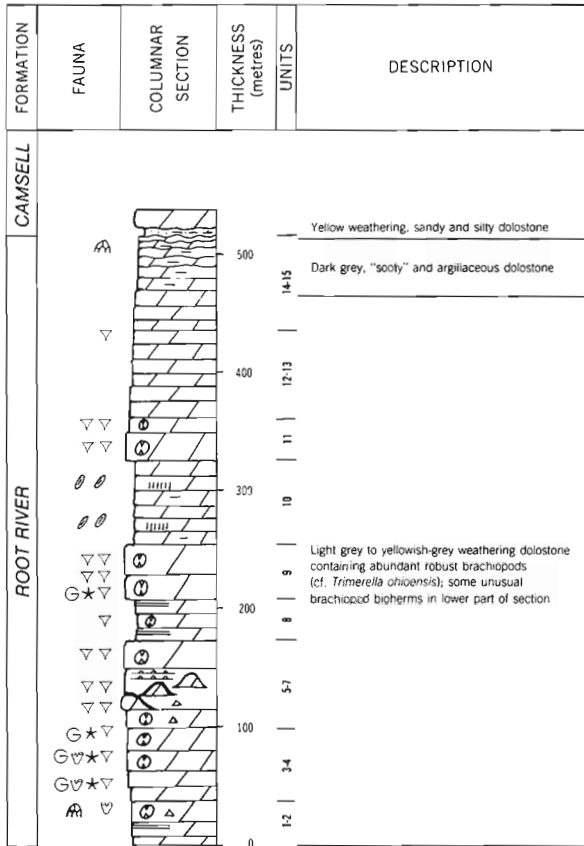 FORMATION
FAUNA
COLUMNAR
SECTION
THICKNESS
(metres)
UNITS
DESCRIPTION
CAMSELL
ROOT RIVER
500
400
300
200
100
0
14-15
12-13
11
10
9
8
5-7
3-4
1-2
G
G
G
G
Yellow weathering, sandy and silty dolostone
Dark grey, "sooty" and argillaceous dolostone
Light grey to yellowish-grey weathering dolostone
containing abundant robust brachiopods
(cf. Trimerella ohioensis); some unusual
brachiopod bioherms in lower part of section